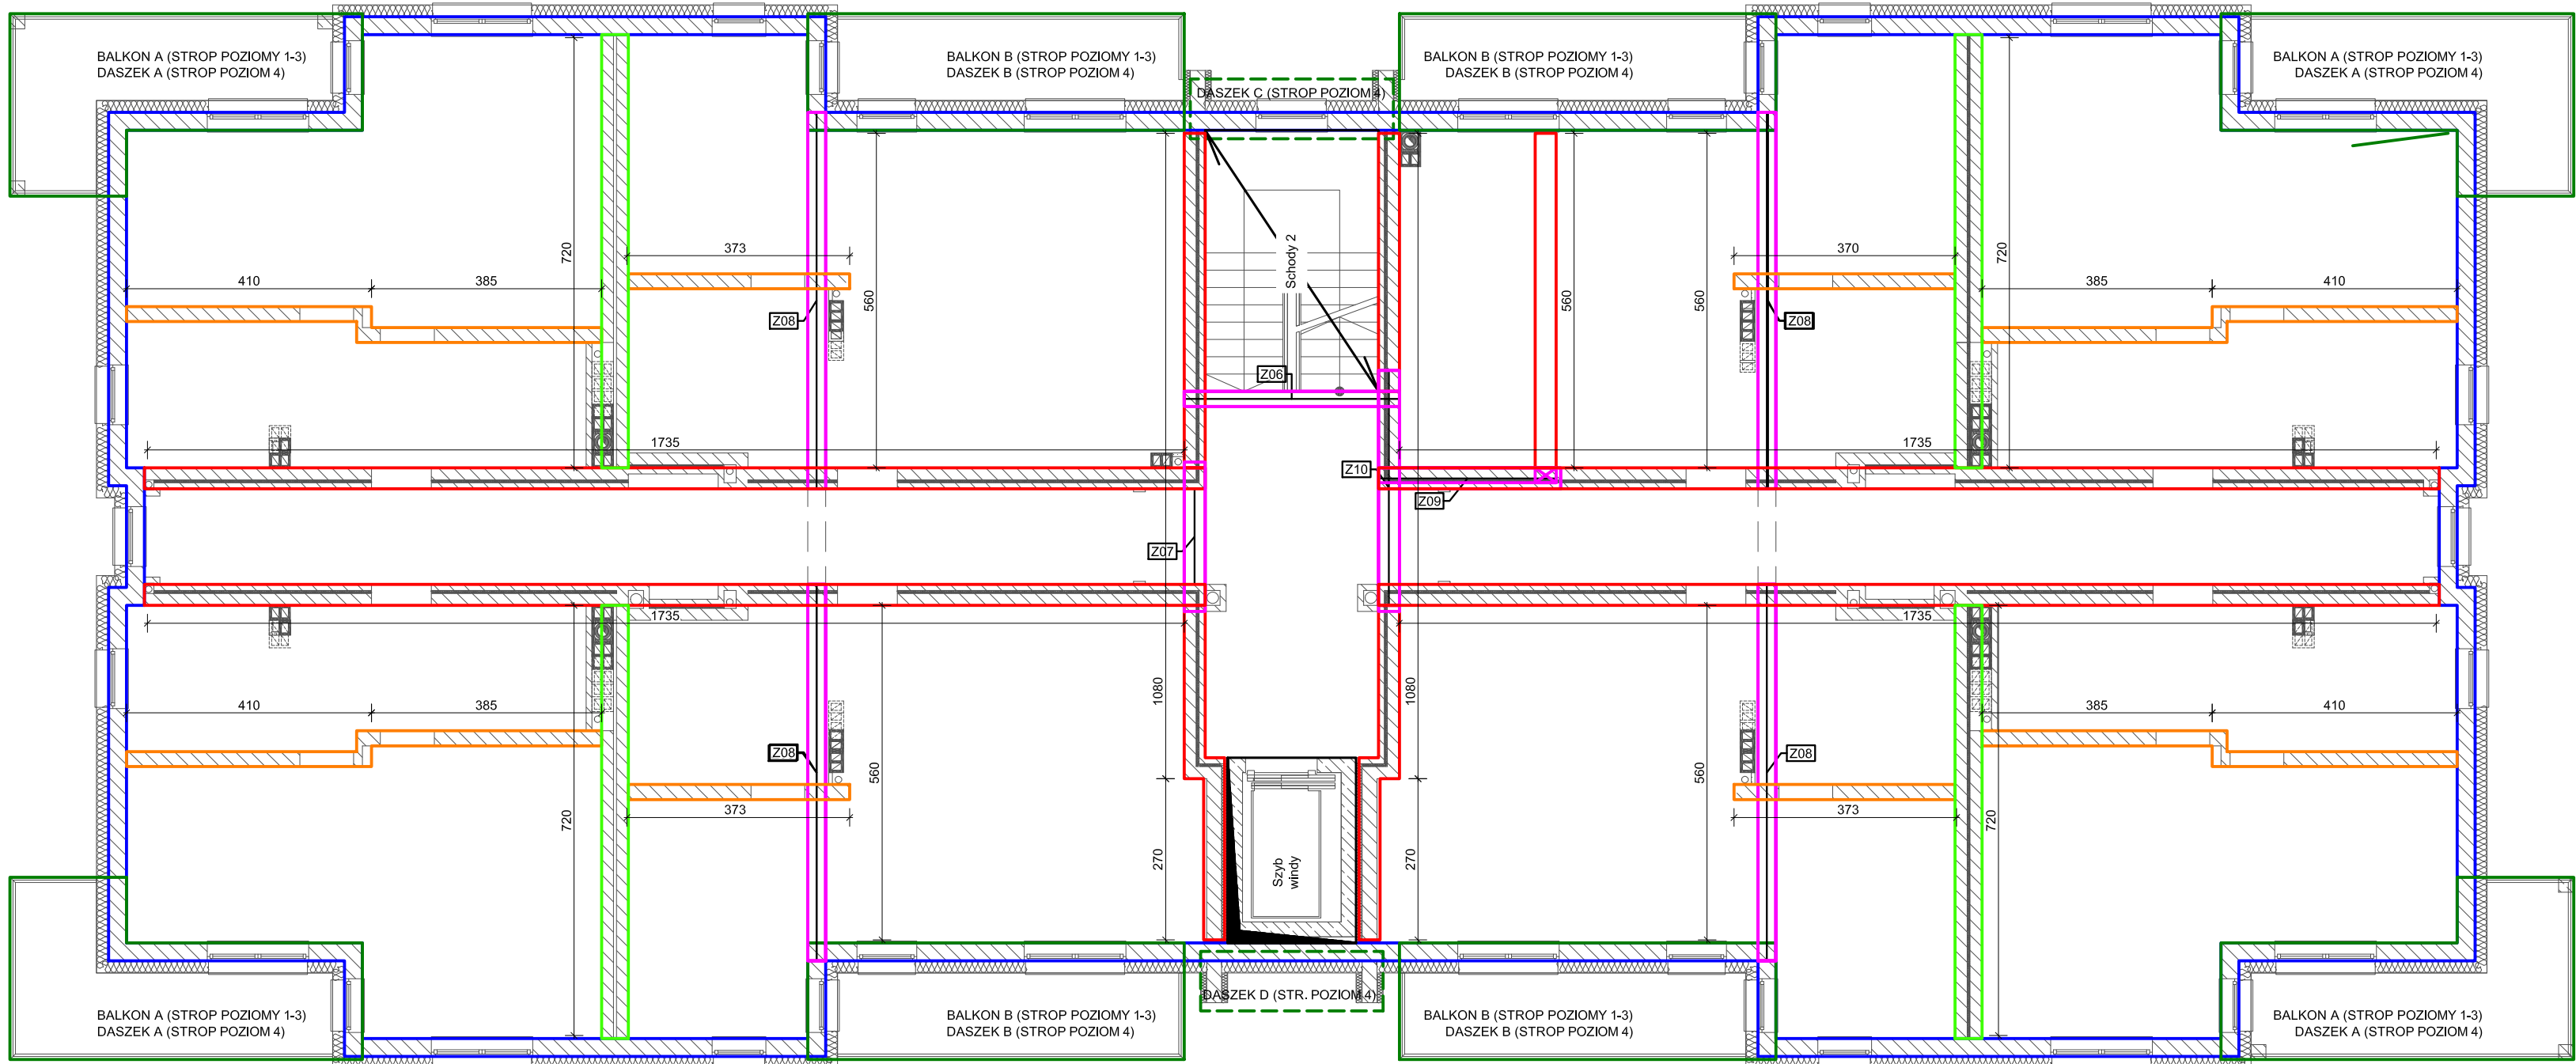 BALKON A (STROP POZIOMY 1-3)
DASZEK A (STROP POZIOM 4)
BALKON B (STROP POZIOMY 1-3)
DASZEK B (STROP POZIOM 4)
BALKON B (STROP POZIOMY 1-3)
DASZEK B (STROP POZIOM 4)
BALKON A (STROP POZIOMY 1-3)
DASZEK A (STROP POZIOM 4)
DASZEK C (STROP POZIOM 4)
720
373
560
Schody 2
560
560
370
720
410
385
385
410
Z08
Z08
Z06
1735
1735
Z10
Z09
Z07
1735
1735
410
385
1080
1080
385
410
Z08
Z08
720
373
560
560
373
720
270
Szyb
windy
270
DASZEK D (STR. POZIOM 4)
BALKON A (STROP POZIOMY 1-3)
DASZEK A (STROP POZIOM 4)
BALKON B (STROP POZIOMY 1-3)
DASZEK B (STROP POZIOM 4)
BALKON B (STROP POZIOMY 1-3)
DASZEK B (STROP POZIOM 4)
BALKON A (STROP POZIOMY 1-3)
DASZEK A (STROP POZIOM 4)